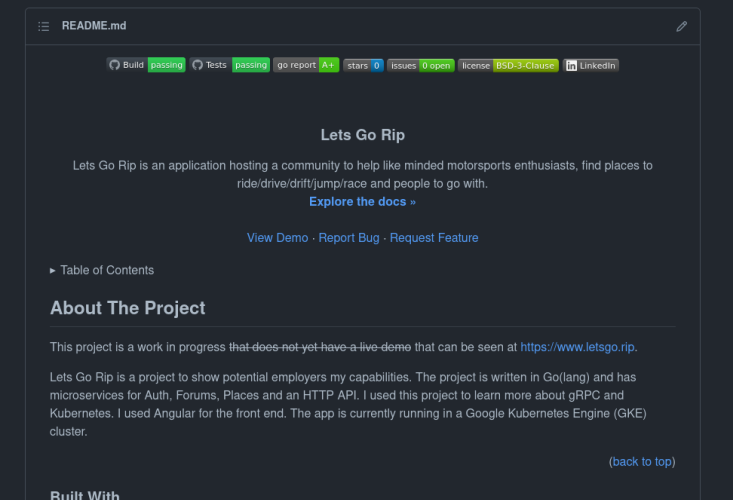 README.md
Build passing Tests passing go report A+ stars 0 issues 0 open license BSD-3-Clause in LinkedIn
Lets Go Rip
Lets Go Rip is an application hosting a community to help like minded motorsports enthusiasts, find places to
ride/drive/drift/jump/race and people to go with.
Explore the docs »
View Demo · Report Bug · Request Feature
Table of Contents
About The Project
This project is a work in progress that does not yet have a live demo that can be seen at https://www.letsgo.rip.
Lets Go Rip is a project to show potential employers my capabilities. The project is written in Go(lang) and has
microservices for Auth, Forums, Places and an HTTP API. I used this project to learn more about gRPC and
Kubernetes. I used Angular for the front end. The app is currently running in a Google Kubernetes Engine (GKE)
cluster.
(back to top)
Built With